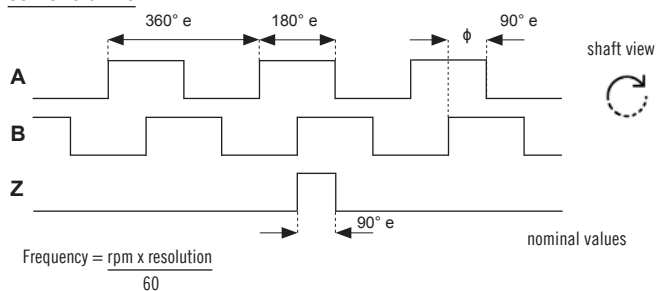 360° e 180° e 90° e
ϕ
shaft view
A
B
Z
90° e
nominal values
Frequency = rpm x resolution
60